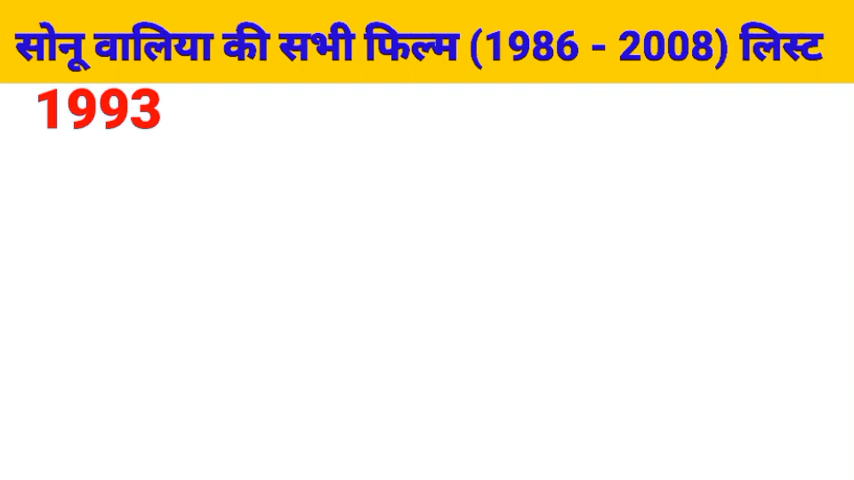 सोनू वालिया की सभी फिल्म (1986 - 2008) लिस्ट
1993